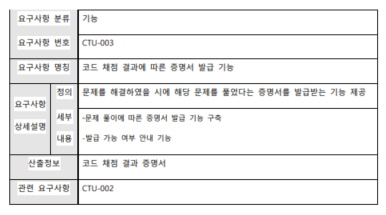 요구사항 분류 기능
요구사항 번호 CTU-003
요구사항 명칭 코드 채점 결과에 따른 증명서 발급 기능
요구사항 상세설명 정의 문제를 해결하였을 시에 해당 문제를 풀었다는 증명서를 발급받는 기능 제공
세부 내용 -문제 풀이에 따른 증명서 발급 기능 구축
-발급 가능 여부 안내 기능
산출정보 코드 채점 결과 증명서
관련 요구사항 CTU-002